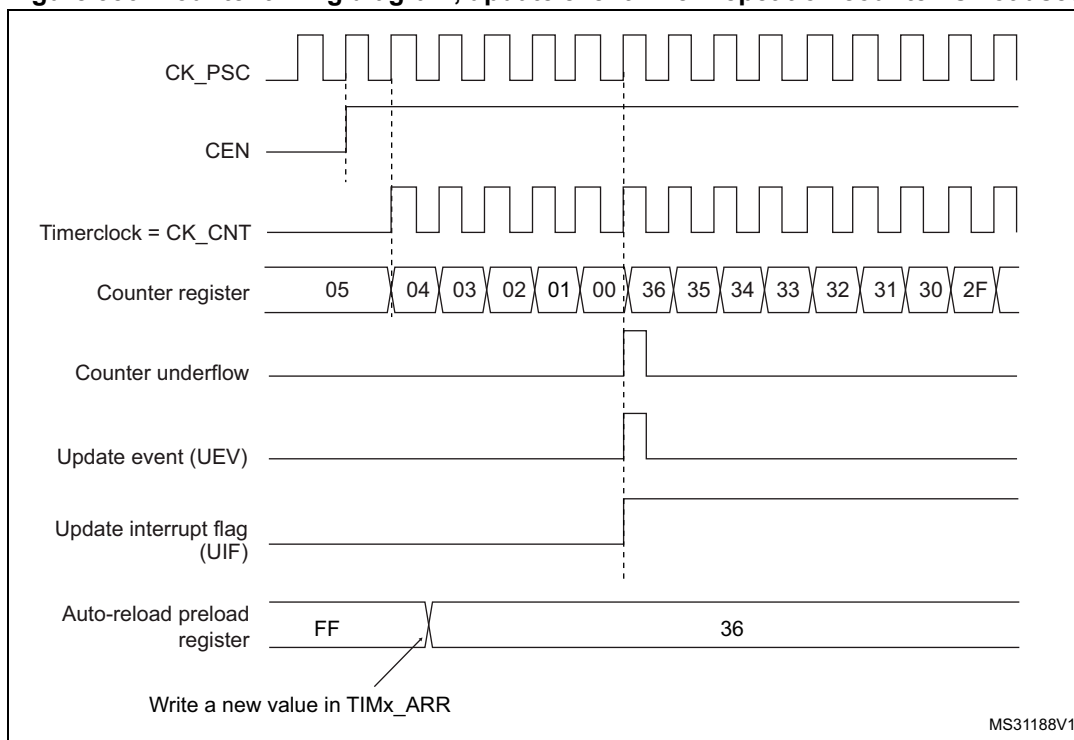 CK_PSC
CEN
Timerclock = CK_CNT
Counter register 05 04 03 02 01 00 36 35 34 33 32 31 30 2F
Counter underflow
Update event (UEV)
Update interrupt flag
(UIF)
Auto-reload preload
register FF 36
Write a new value in TIMx_ARR
MS31188V1